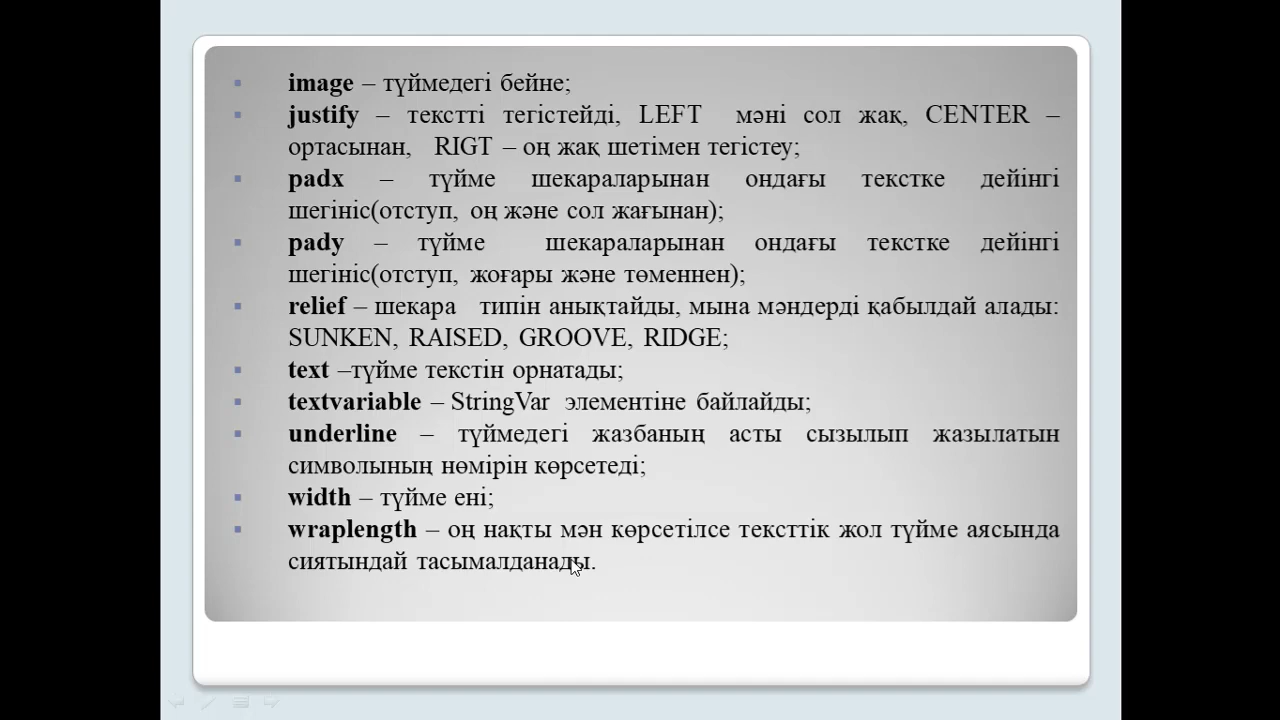 image – түймедегі бейне;
justify – текстті тегістейді, LEFT мәні сол жақ, CENTER –
ортасынан, RIGT – оң жақ шетімен тегістеу;
padx – түйме шекараларынан ондағы текстке дейінгі
шегініс(отступ, оң және сол жағынан);
pady – түйме шекараларынан ондағы текстке дейінгі
шегініс(отступ, жоғары және төменнен);
relief – шекара типін анықтайды, мына мәндерді қабылдай алады:
SUNKEN, RAISED, GROOVE, RIDGE;
text –түйме текстін орнатады;
textvariable – StringVar элементіне байлайды;
underline – түймедегі жазбаның асты сызылып жазылатын
символының нөмірін көрсетеді;
width – түйме ені;
wraplength – оң нақты мән көрсетілсе тексттік жол түйме аясында
сиятындай тасымалданады.